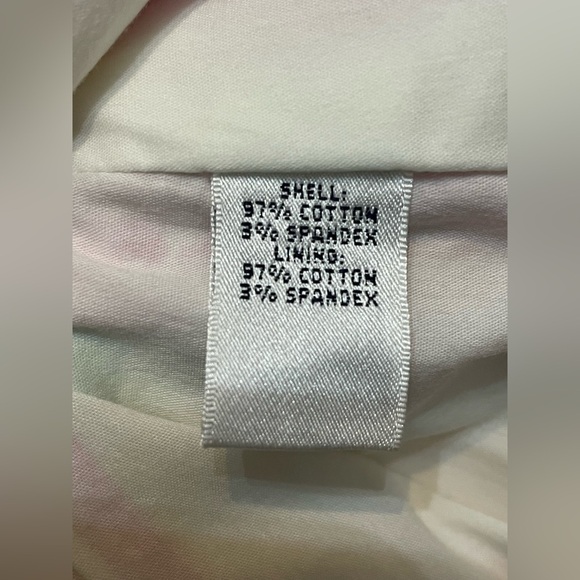 SHELL:
97% COTTON
3% SPANDEX
LINING:
97% COTTON
3% SPANDEX